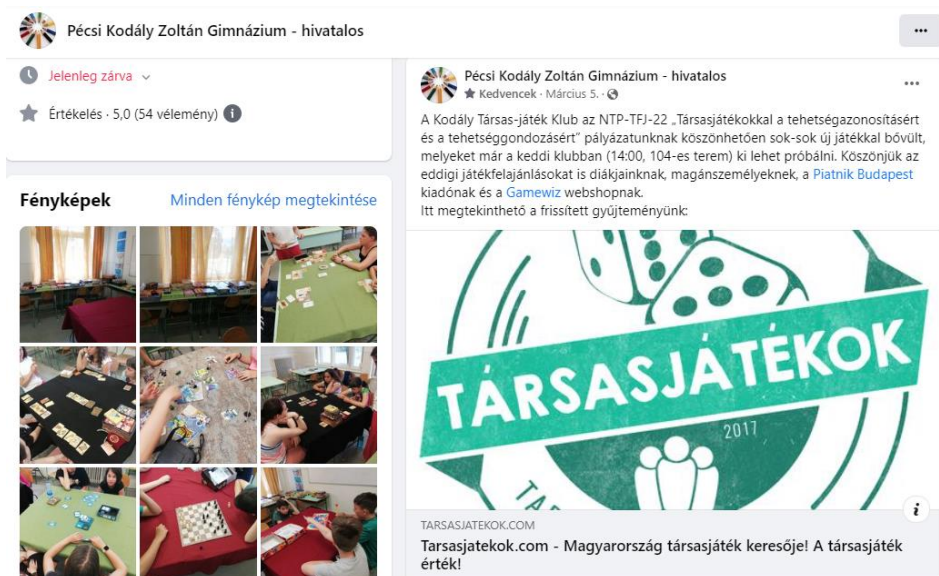 Pécsi Kodály Zoltán Gimnázium - hivatalos
Jelenleg zárva
Értékelés · 5,0 (54 vélemény)
Fényképek
Minden fénykép megtekintése
Pécsi Kodály Zoltán Gimnázium - hivatalos
Kedvencek · Március 5. ·
A Kodály Társas-játék Klub az NTP-TFJ-22 „Társasjátékokkal a tehetségazonosításért
és a tehetséggondozásért” pályázatunknak köszönhetően sok-sok új játékkal bővült,
melyeket már a keddi klubban (14:00, 104-es terem) ki lehet próbálni. Köszönjük az
eddigi játékfelajánlásokat is diákjainknak, magánszemélyeknek, a Piatnik Budapest
kiadónak és a Gamewiz webshopnak.
Itt megtekinthető a frissített gyűjteményünk:
TÁRSASJÁTÉKOK
2017
TARSASJATEKOK.COM
Tarsasjatekok.com - Magyarország társasjáték keresője! A társasjáték
érték!